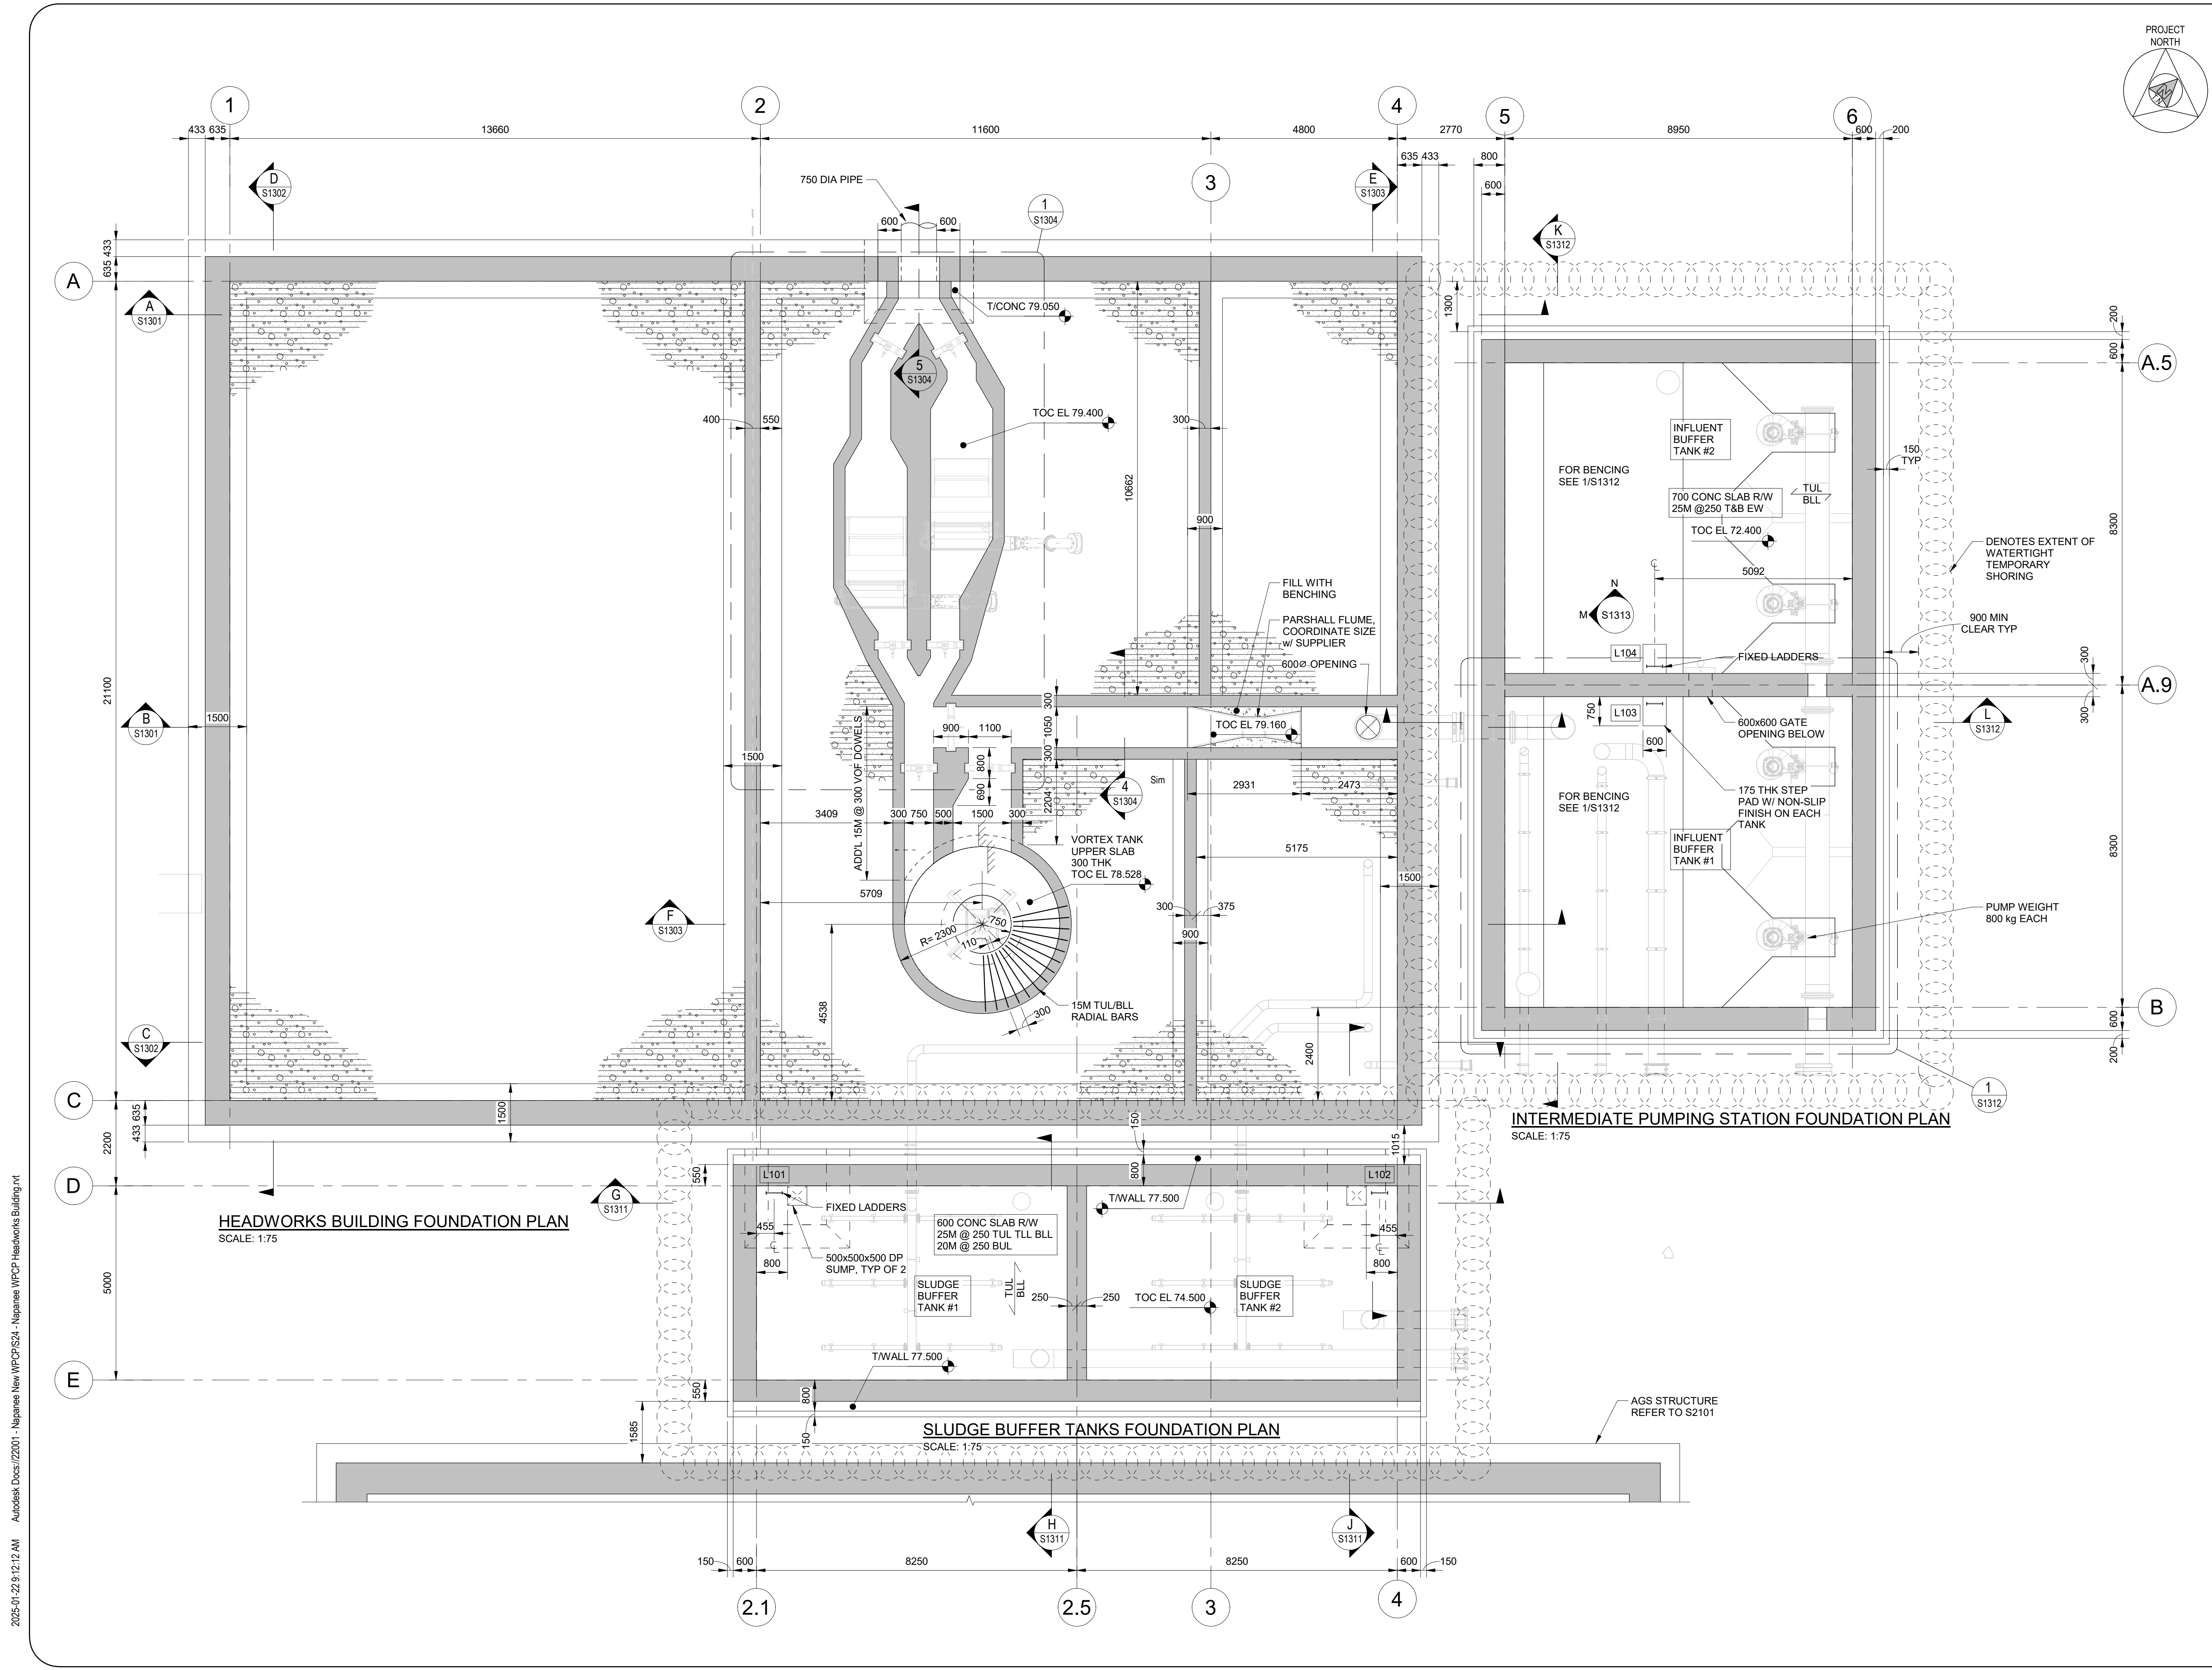 PROJECT
NORTH
1
2
4
5
6
433
635
13660
11600
4800
2770
8950
600
200
D
S1302
750 DIA PIPE
1
S1304
3
E
S1303
635
433
800
600
K
S1312
433
635
A
A
S1301
600
600
T/CONC 79.050
1300
200
600
A.5
5
S1304
400
550
TOC EL 79.400
300
10662
900
INFLUENT
BUFFER
TANK #2
FOR BENCING
SEE 1/S1312
150
TYP
700 CONC SLAB R/W
25M @250 T&B EW
TUL
BLL
TOC EL 72.400
8300
DENOTES EXTENT OF
WATERTIGHT
TEMPORARY
SHORING
5092
N
M
S1313
900 MIN
CLEAR TYP
FILL WITH
BENCHING
PARSHALL FLUME,
COORDINATE SIZE
w/ SUPPLIER
600Ø OPENING
L104
FIXED LADDERS
300
300
A.9
21100
B
S1301
1500
1500
ADD'L 15M @ 300 VOF DOWELS
900
1100
300
1050
300
TOC EL 79.160
L103
750
600
600x600 GATE
OPENING BELOW
L
S1312
800
690
2204
4
S1304
Sim
2931
2473
3409
300
750
500
1500
300
175 THK STEP
PAD W/ NON-SLIP
FINISH ON EACH
TANK
FOR BENCING
SEE 1/S1312
INFLUENT
BUFFER
TANK #1
8300
VORTEX TANK
UPPER SLAB
300 THK
TOC EL 78.528
5175
1500
5709
F
S1303
R= 2300
750
110
300
375
900
PUMP WEIGHT
800 kg EACH
15M TUL/BLL
RADIAL BARS
300
4538
2400
B
600
200
C
S1302
C
635
433
2200
1500
150
1015
1
S1312
INTERMEDIATE PUMPING STATION FOUNDATION PLAN
SCALE: 1:75
D
G
S1311
550
L101
800
L102
T/WALL 77.500
FIXED LADDERS
455
455
600 CONC SLAB R/W
25M @ 250 TUL TLL BLL
20M @ 250 BUL
HEADWORKS BUILDING FOUNDATION PLAN
SCALE: 1:75
500x500x500 DP
SUMP, TYP OF 2
800
800
5000
SLUDGE
BUFFER
TANK #1
TUL
BLL
250
250
TOC EL 74.500
SLUDGE
BUFFER
TANK #2
T/WALL 77.500
E
550
800
150
1585
SLUDGE BUFFER TANKS FOUNDATION PLAN
SCALE: 1:75
AGS STRUCTURE
REFER TO S2101
H
S1311
J
S1311
150
600
8250
8250
600
150
2.1
2.5
3
4
2025-01-22 9:12:12 AM Autodesk Docs://22001 - Napanee New WPCP/S24 - Napanee WPCP Headworks Building.rvt